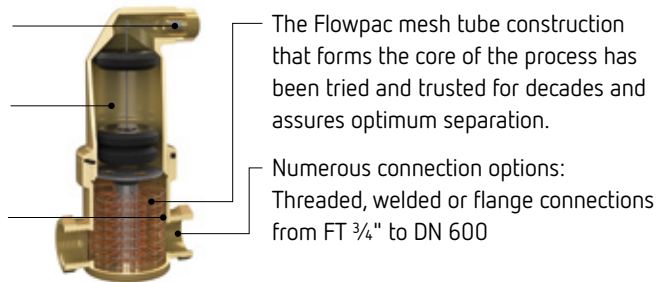 The Flowpac mesh tube construction
that forms the core of the process has
been tried and trusted for decades and
assures optimum separation.
Numerous connection options:
Threaded, welded or flange connections
from FT ¾" to DN 600